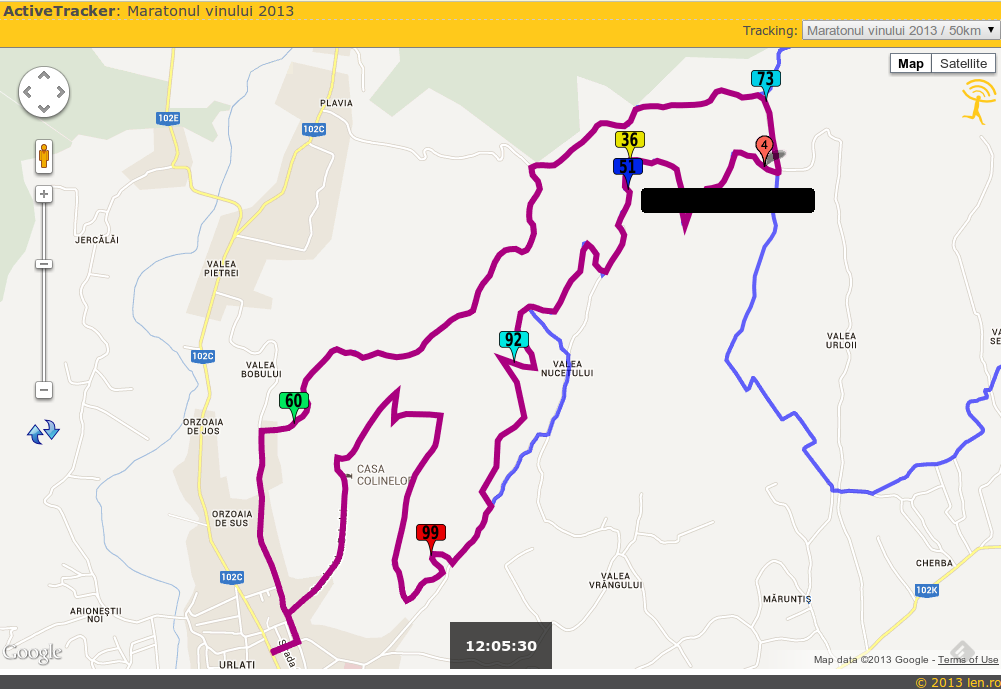 ActiveTracker: Maratonul vinului 2013
Tracking: Maratonul vinului 2013 / 50km
Map Satellite
73
PLAVIA
102E
102C
36
4
51
JERCĂLĂI
VALEA
PIETREI
VALEA
URLOII
92
102C
VALEA
BOBULUI
VALEA
NUCETULUI
60
ORZOAIA
DE JOS
CASA
COLINELOR
ORZOAIA
DE SUS
99
CHERBA
102C
VALEA
VRÂNGULUI
102K
MĂRUNȚIȘ
ARIONEȘTII
NOI
12:05:30
Google
URLATI
Map data ©2013 Google - Terms of Use
© 2013 len.ro